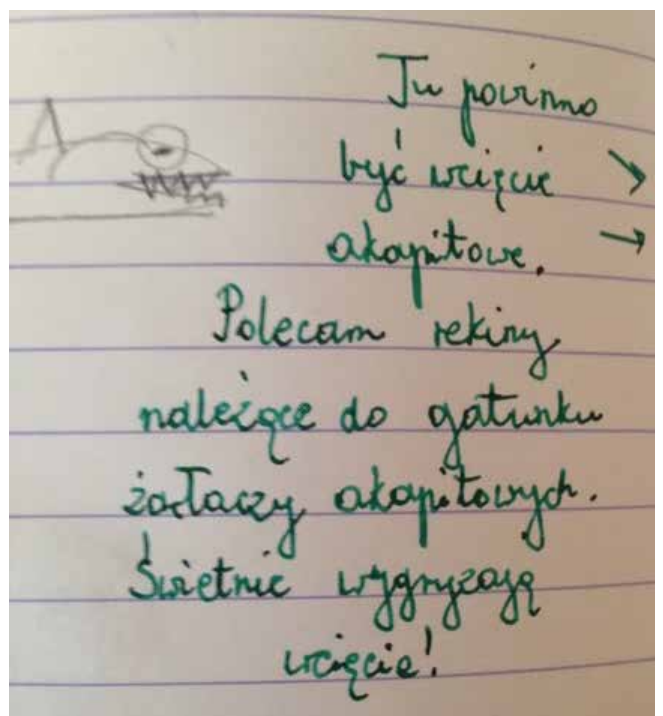 Tu powinno
być wcięcie
akapitowe.
Polecam rekiny
należące do gatunku
żarłaczy akapitowych.
Świetnie wygryzają
wcięcie!